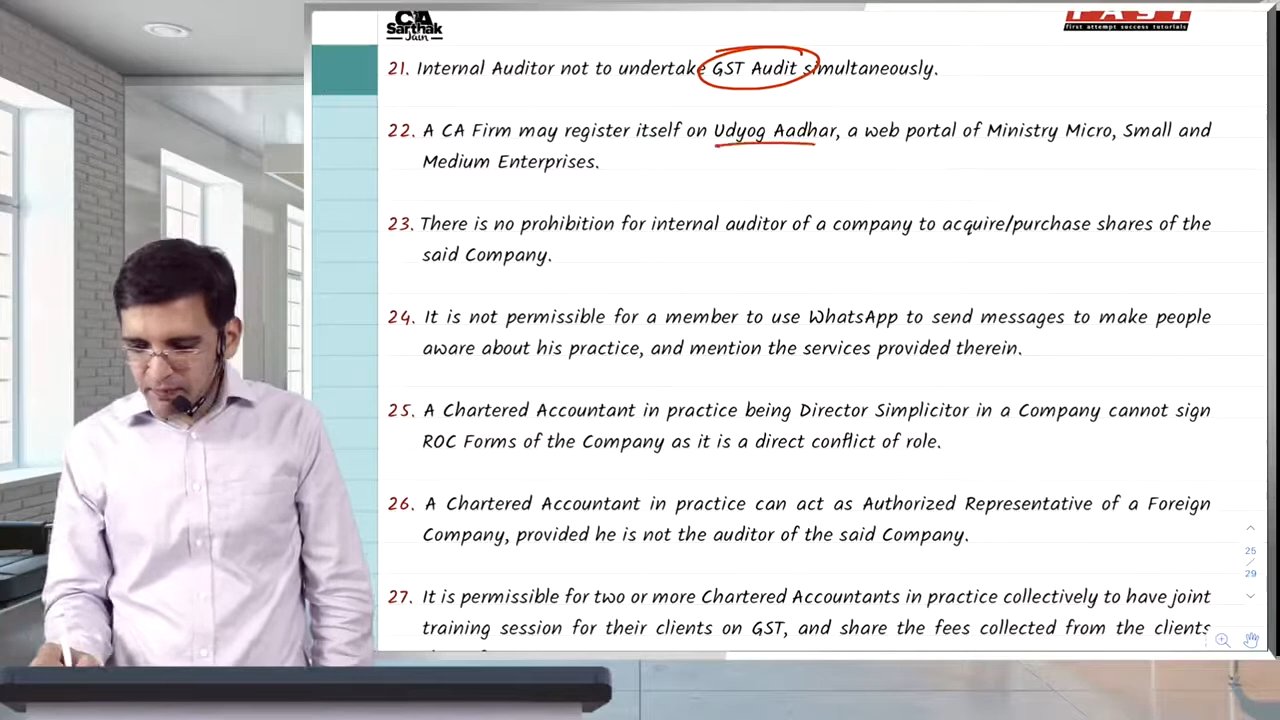 CA
Sarthak
Jain
FAST
first attempt success tutorials
21. Internal Auditor not to undertake GST Audit simultaneously.
22. A CA Firm may register itself on Udyog Aadhar, a web portal of Ministry Micro, Small and
Medium Enterprises.
23. There is no prohibition for internal auditor of a company to acquire/purchase shares of the
said Company.
24. It is not permissible for a member to use WhatsApp to send messages to make people
aware about his practice, and mention the services provided therein.
25. A Chartered Accountant in practice being Director Simplicitor in a Company cannot sign
ROC Forms of the Company as it is a direct conflict of role.
26. A Chartered Accountant in practice can act as Authorized Representative of a Foreign
Company, provided he is not the auditor of the said Company.
27. It is permissible for two or more Chartered Accountants in practice collectively to have joint
training session for their clients on GST, and share the fees collected from the clients
25
/
29